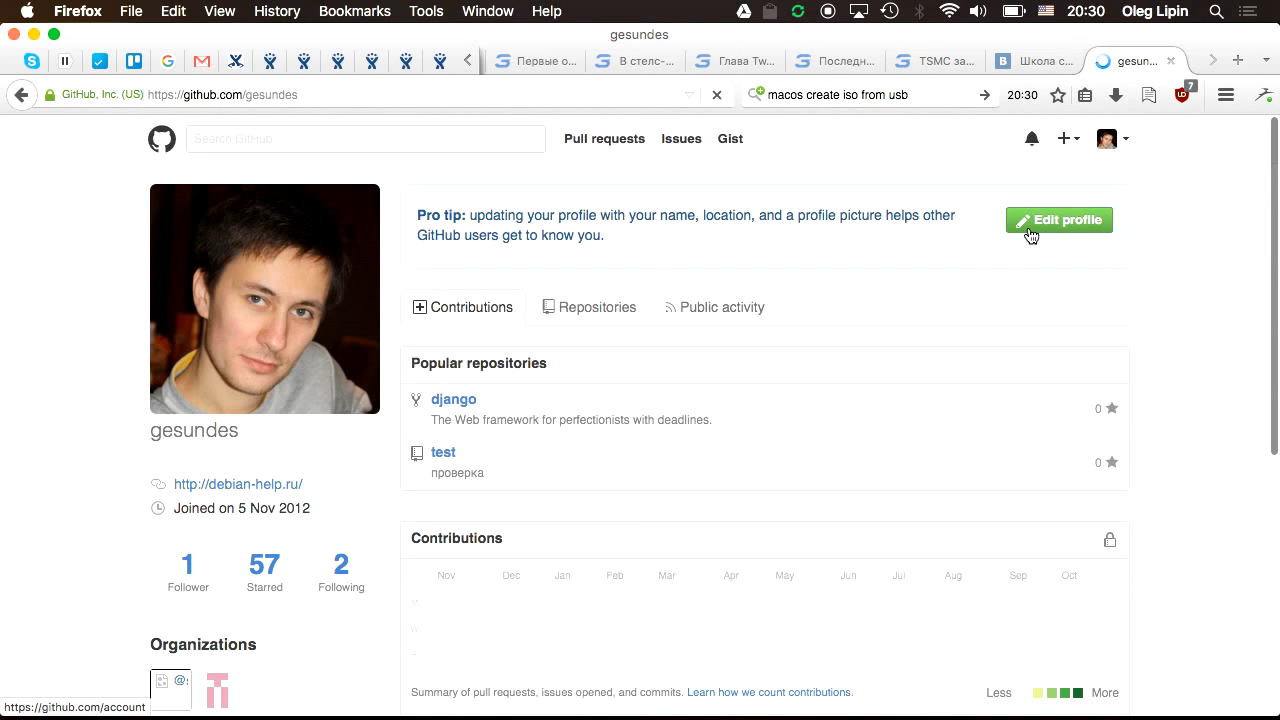 Firefox File Edit View History Bookmarks Tools Window Help 20:30 Oleg Lipin
gesundes
Первые о... В стелс-... Глава Tw... Последн... TSMC за... Школа с... gesun...
GitHub, Inc. (US) https://github.com/gesundes macos create iso from usb 20:30 7
Search GitHub Pull requests Issues Gist
Pro tip: updating your profile with your name, location, and a profile picture helps other
GitHub users get to know you.
Edit profile
Contributions Repositories Public activity
Popular repositories
django
The Web framework for perfectionists with deadlines.
0
test
проверка
0
gesundes
http://debian-help.ru/
Joined on 5 Nov 2012
1 57 2
Follower Starred Following
Organizations
Contributions
Nov Dec Jan Feb Mar Apr May Jun Jul Aug Sep Oct
Summary of pull requests, issues opened, and commits. Learn how we count contributions. Less More
https://github.com/account